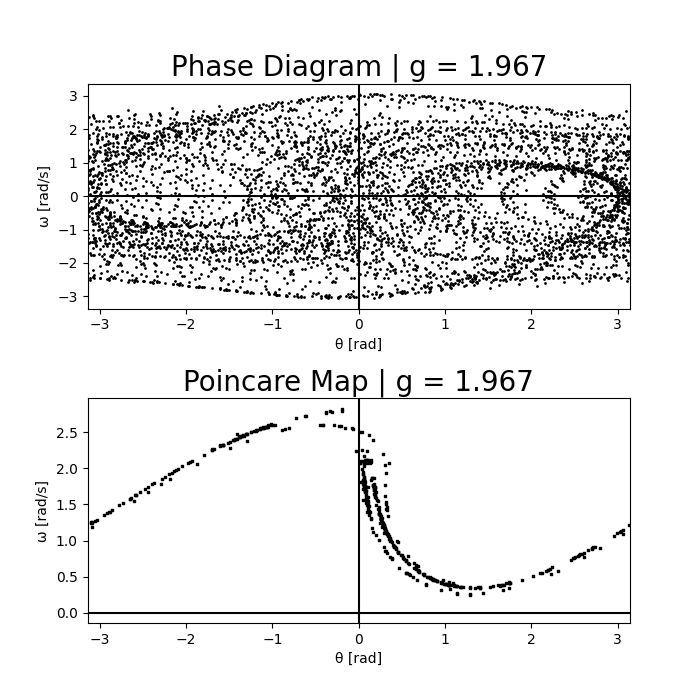 Phase Diagram | g = 1.967
3
2
1
0
−1
−2
−3
ω [rad/s]
−3 −2 −1 0 1 2 3
θ [rad]
Poincare Map | g = 1.967
2.5
2.0
1.5
1.0
0.5
0.0
ω [rad/s]
−3 −2 −1 0 1 2 3
θ [rad]